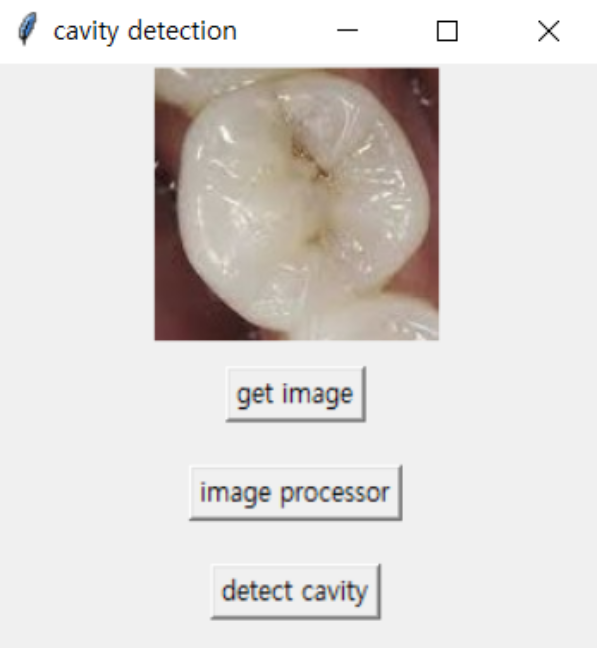 cavity detection
get image
image processor
detect cavity